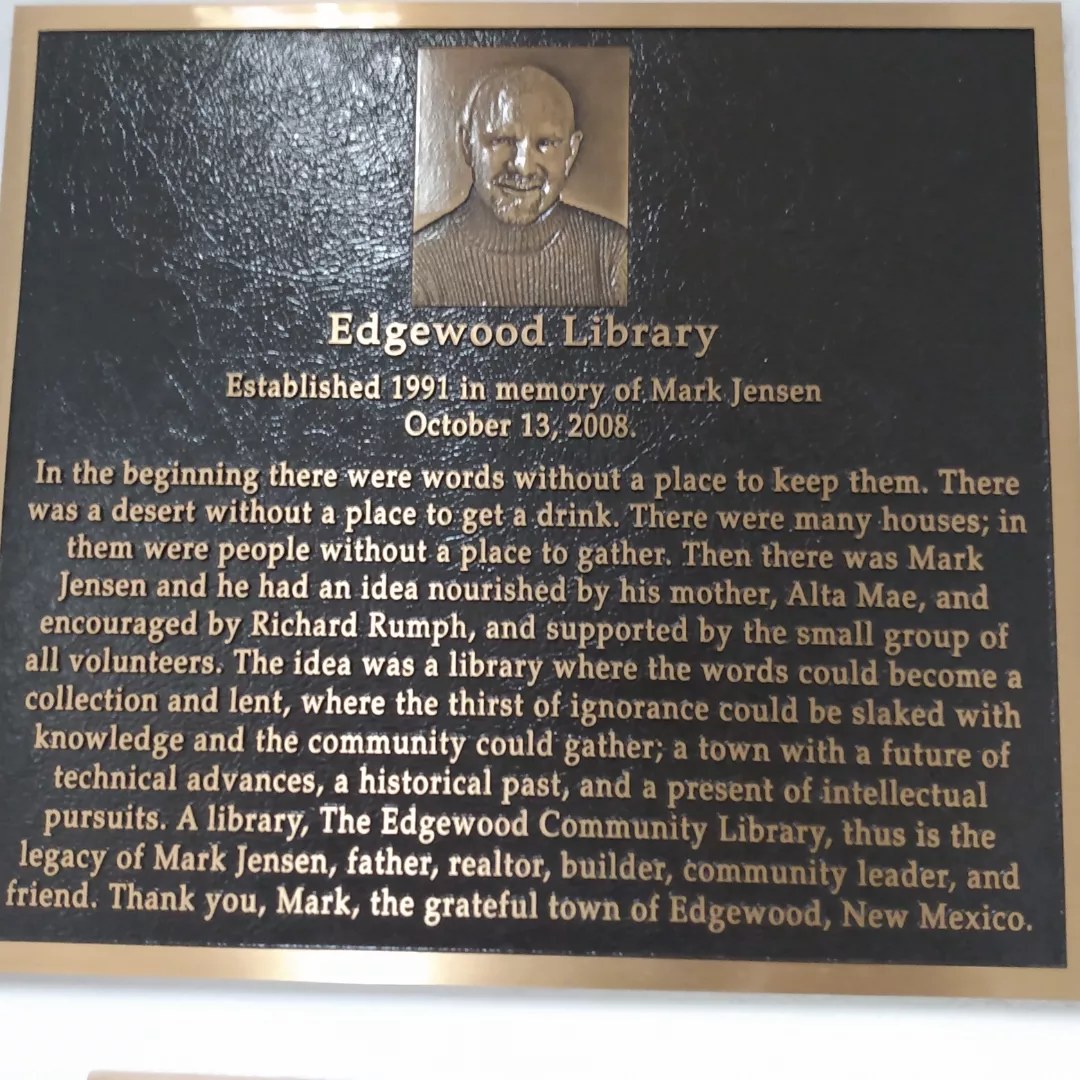 Edgewood Library
Established 1991 in memory of Mark Jensen
October 13, 2008.
In the beginning there were words without a place to keep them. There
was a desert without a place to get a drink. There were many houses; in
them were people without a place to gather. Then there was Mark
Jensen and he had an idea nourished by his mother, Alta Mae, and
encouraged by Richard Rumph, and supported by the small group of
all volunteers. The idea was a library where the words could become a
collection and lent, where the thirst of ignorance could be slaked with
knowledge and the community could gather; a town with a future of
technical advances, a historical past, and a present of intellectual
pursuits. A library, The Edgewood Community Library, thus is the
legacy of Mark Jensen, father, realtor, builder, community leader, and
friend. Thank you, Mark, the grateful town of Edgewood, New Mexico.